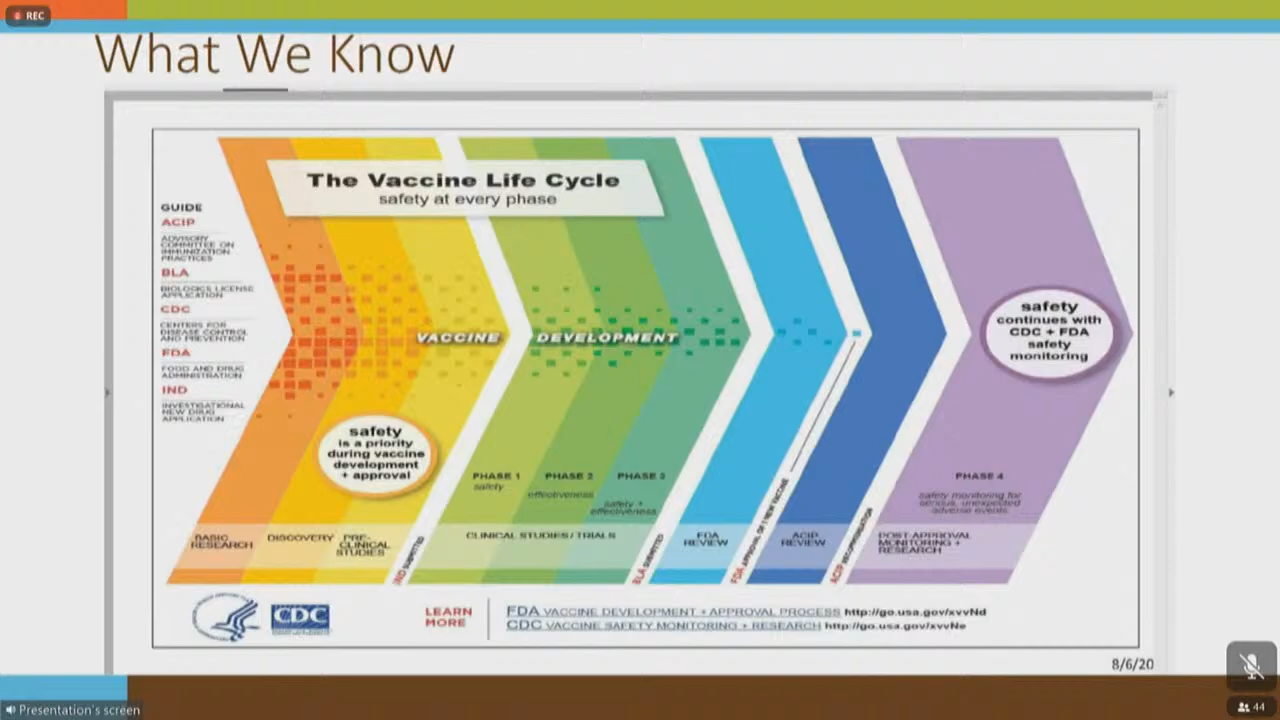 REC
What We Know
The Vaccine Life Cycle
safety at every phase
GUIDE
ACIP
ADVISORY
COMMITTEE ON
IMMUNIZATION
PRACTICES
BLA
BIOLOGICS LICENSE
APPLICATION
CDC
CENTERS FOR
DISEASE CONTROL
AND PREVENTION
FDA
FOOD AND DRUG
ADMINISTRATION
IND
INVESTIGATIONAL
NEW DRUG
APPLICATION
VACCINE DEVELOPMENT
safety
continues with
CDC + FDA
safety
monitoring
safety
is a priority
during vaccine
development
+ approval
PHASE 1
safety
PHASE 2
effectiveness
PHASE 3
safety +
effectiveness
PHASE 4
safety monitoring for
serious, unexpected
adverse events
BASIC
RESEARCH
DISCOVERY
PRE-
CLINICAL
STUDIES
IND SUBMITTED
CLINICAL STUDIES / TRIALS
BLA SUBMITTED
FDA
REVIEW
FDA APPROVAL OF NEW VACCINE
ACIP
REVIEW
ACIP RECOMMENDATION
POST-APPROVAL
MONITORING +
RESEARCH
CDC
LEARN
MORE
FDA VACCINE DEVELOPMENT + APPROVAL PROCESS http://go.usa.gov/xvvNd
CDC VACCINE SAFETY MONITORING + RESEARCH http://go.usa.gov/xvvNe
8/6/20
Presentation's screen
44